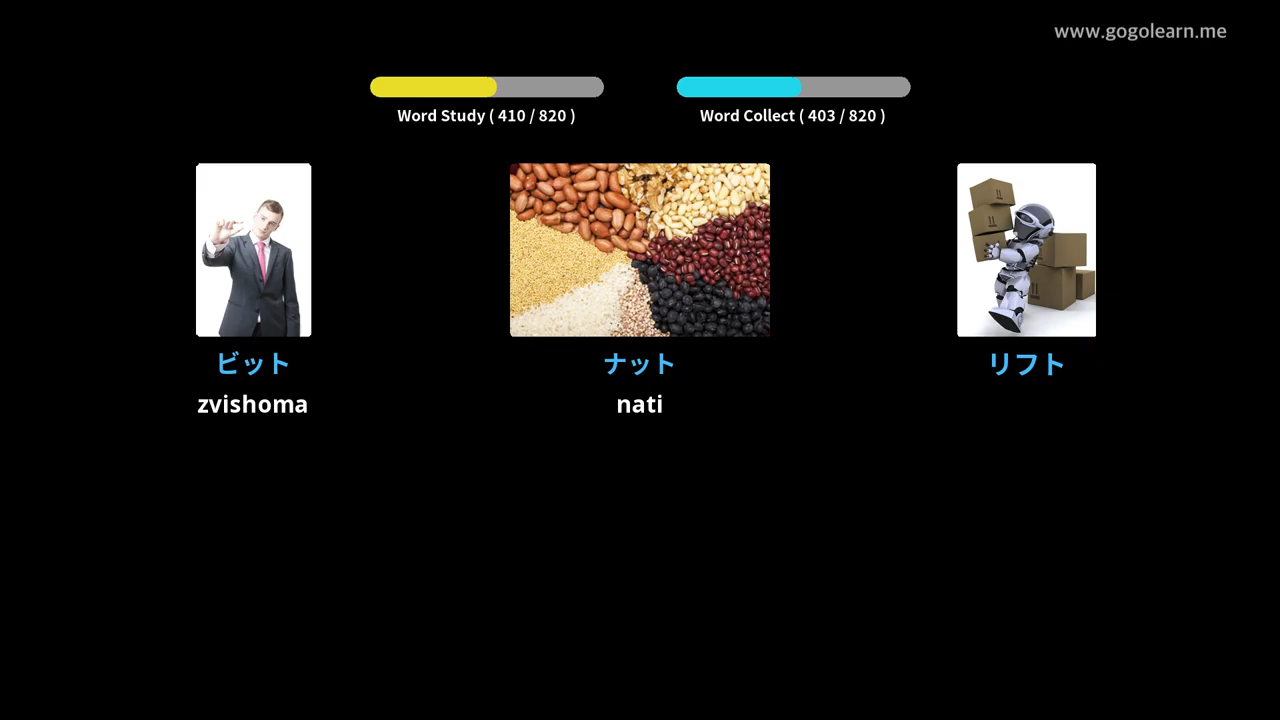 www.gogolearn.me
Word Study ( 410 / 820 )
Word Collect ( 403 / 820 )
ビット
ナット
リフト
zvishoma
nati